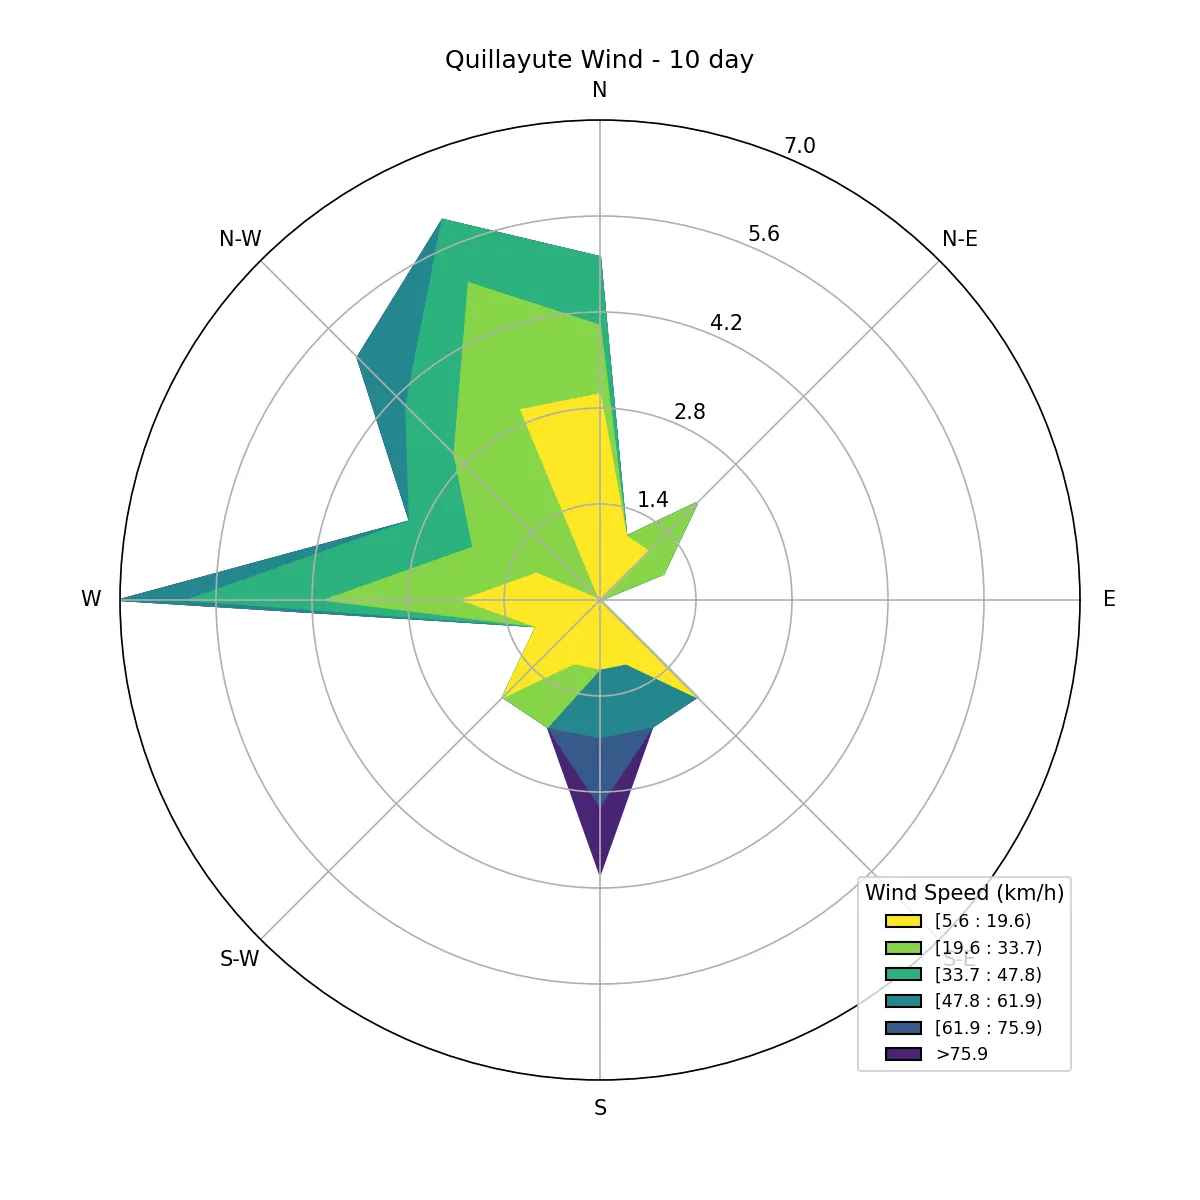 Quillayute Wind - 10 day
N
7.0
N-W
5.6
N-E
4.2
2.8
1.4
W
E
Wind Speed (km/h)
[5.6 : 19.6)
[19.6 : 33.7)
S-W
S-E
[33.7 : 47.8)
[47.8 : 61.9)
[61.9 : 75.9)
>75.9
S